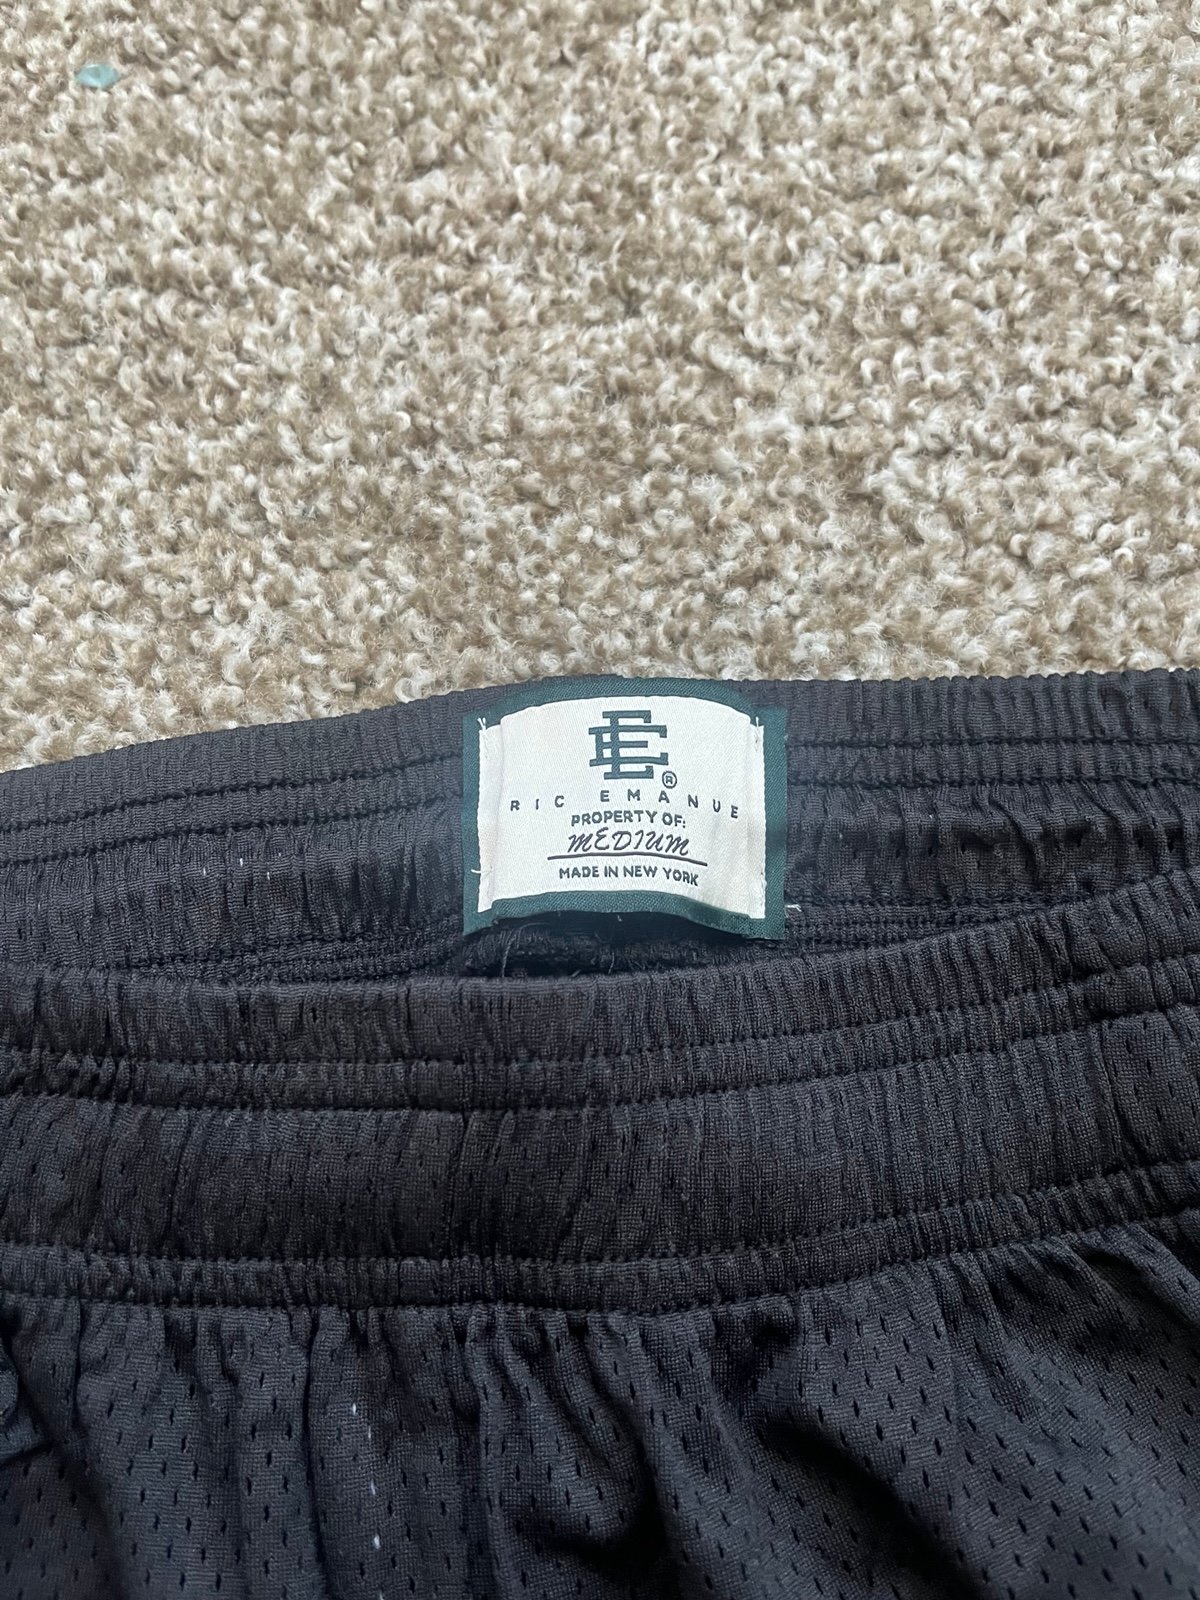 EE
®
RIC EMANUE
PROPERTY OF:
MEDIUM
MADE IN NEW YORK